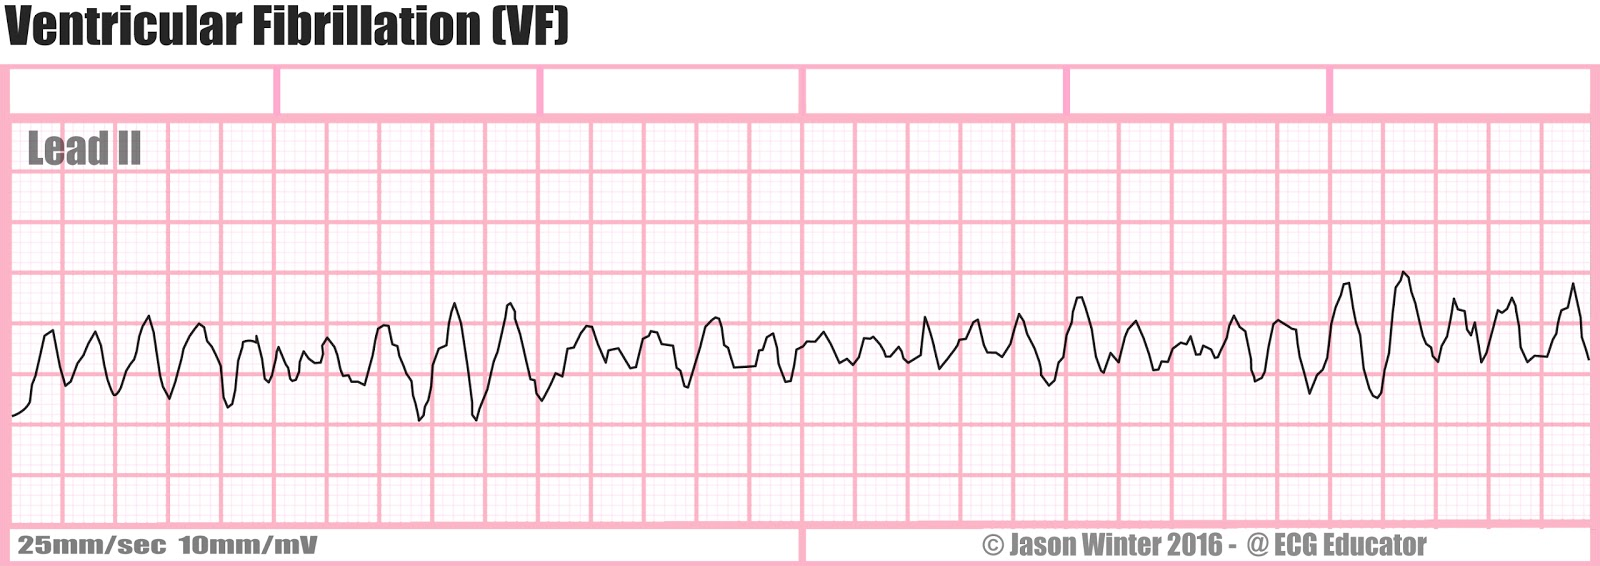 Ventricular Fibrillation (VF)
Lead II
25mm/sec 10mm/mV
© Jason Winter 2016 - @ ECG Educator